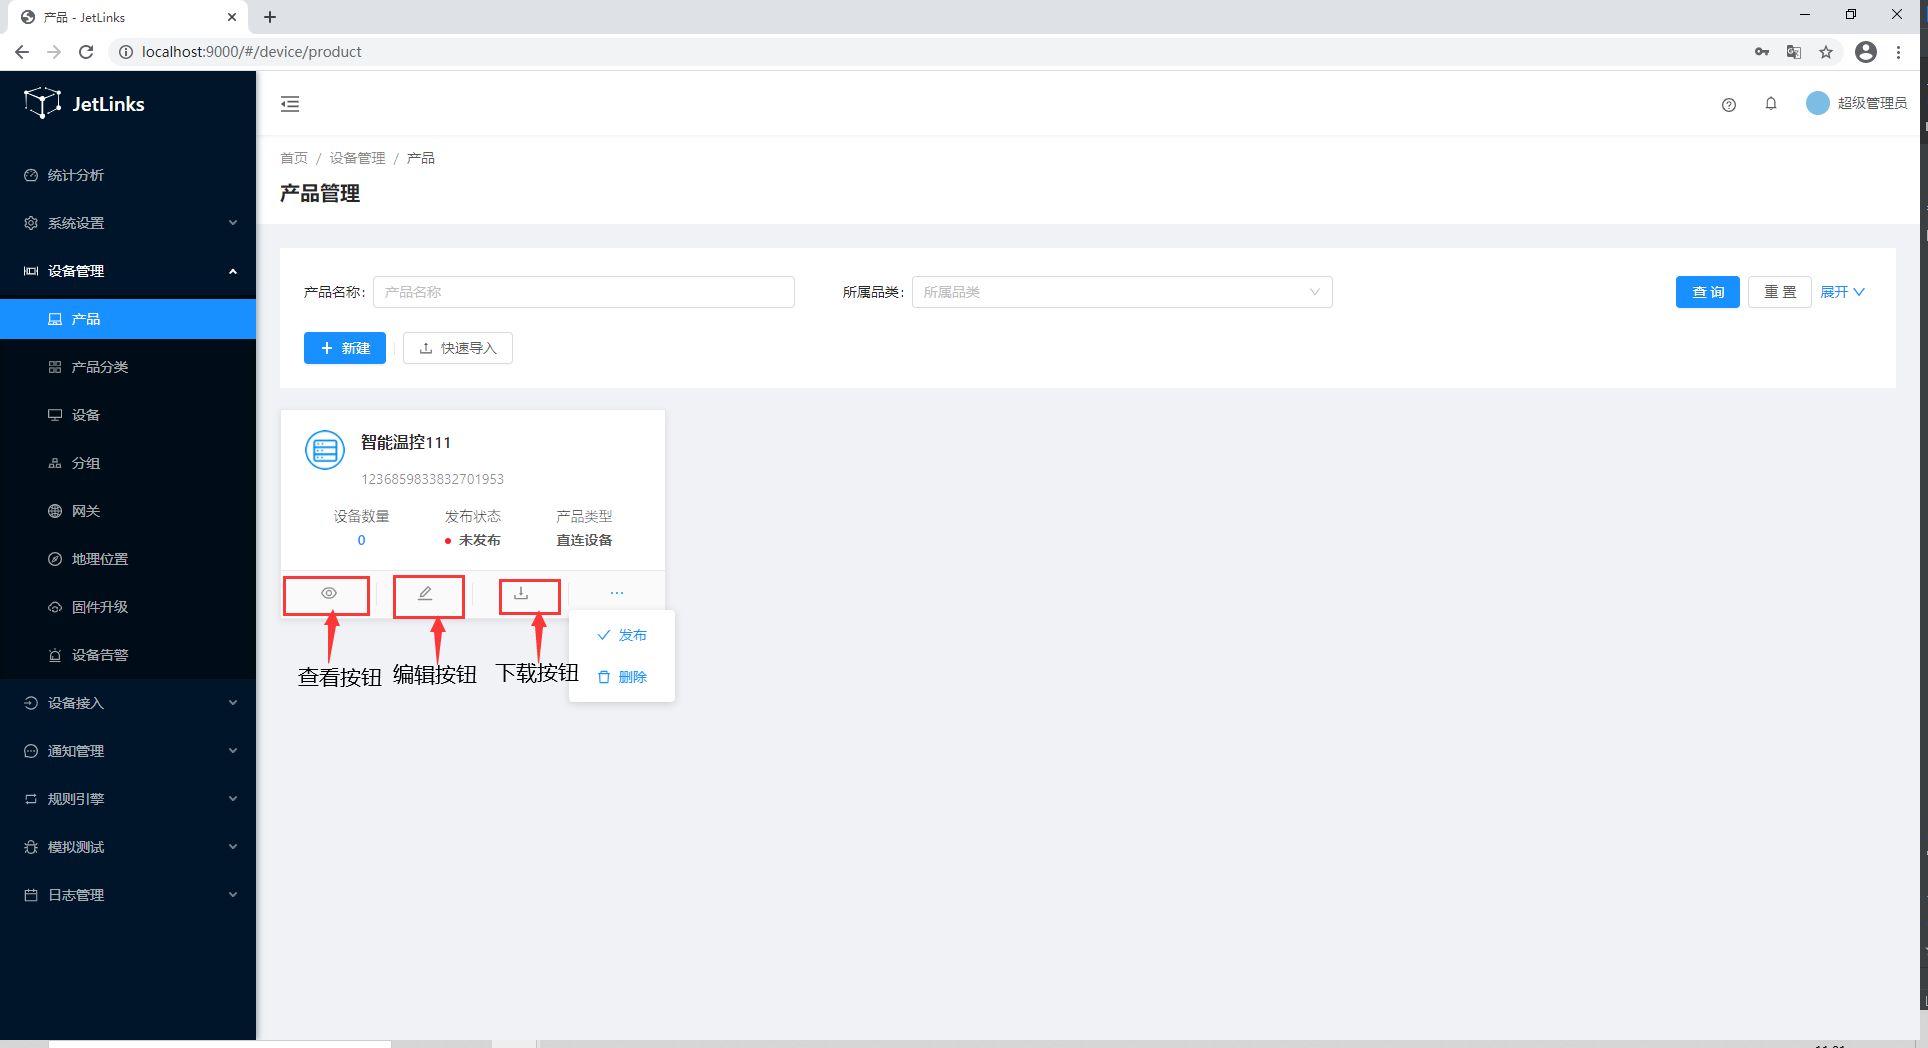 产品 - JetLinks
localhost:9000/#/device/product
JetLinks
超级管理员
统计分析
系统设置
设备管理
产品
产品分类
设备
分组
网关
地理位置
固件升级
设备告警
设备接入
通知管理
规则引擎
模拟测试
日志管理
首页 / 设备管理 / 产品
产品管理
产品名称: 产品名称 所属品类: 所属品类 查 询 重 置 展开
新建 快速导入
智能温控111
1236859833832701953
设备数量 发布状态 产品类型
0 未发布 直连设备
发布
删除
查看按钮 编辑按钮 下载按钮